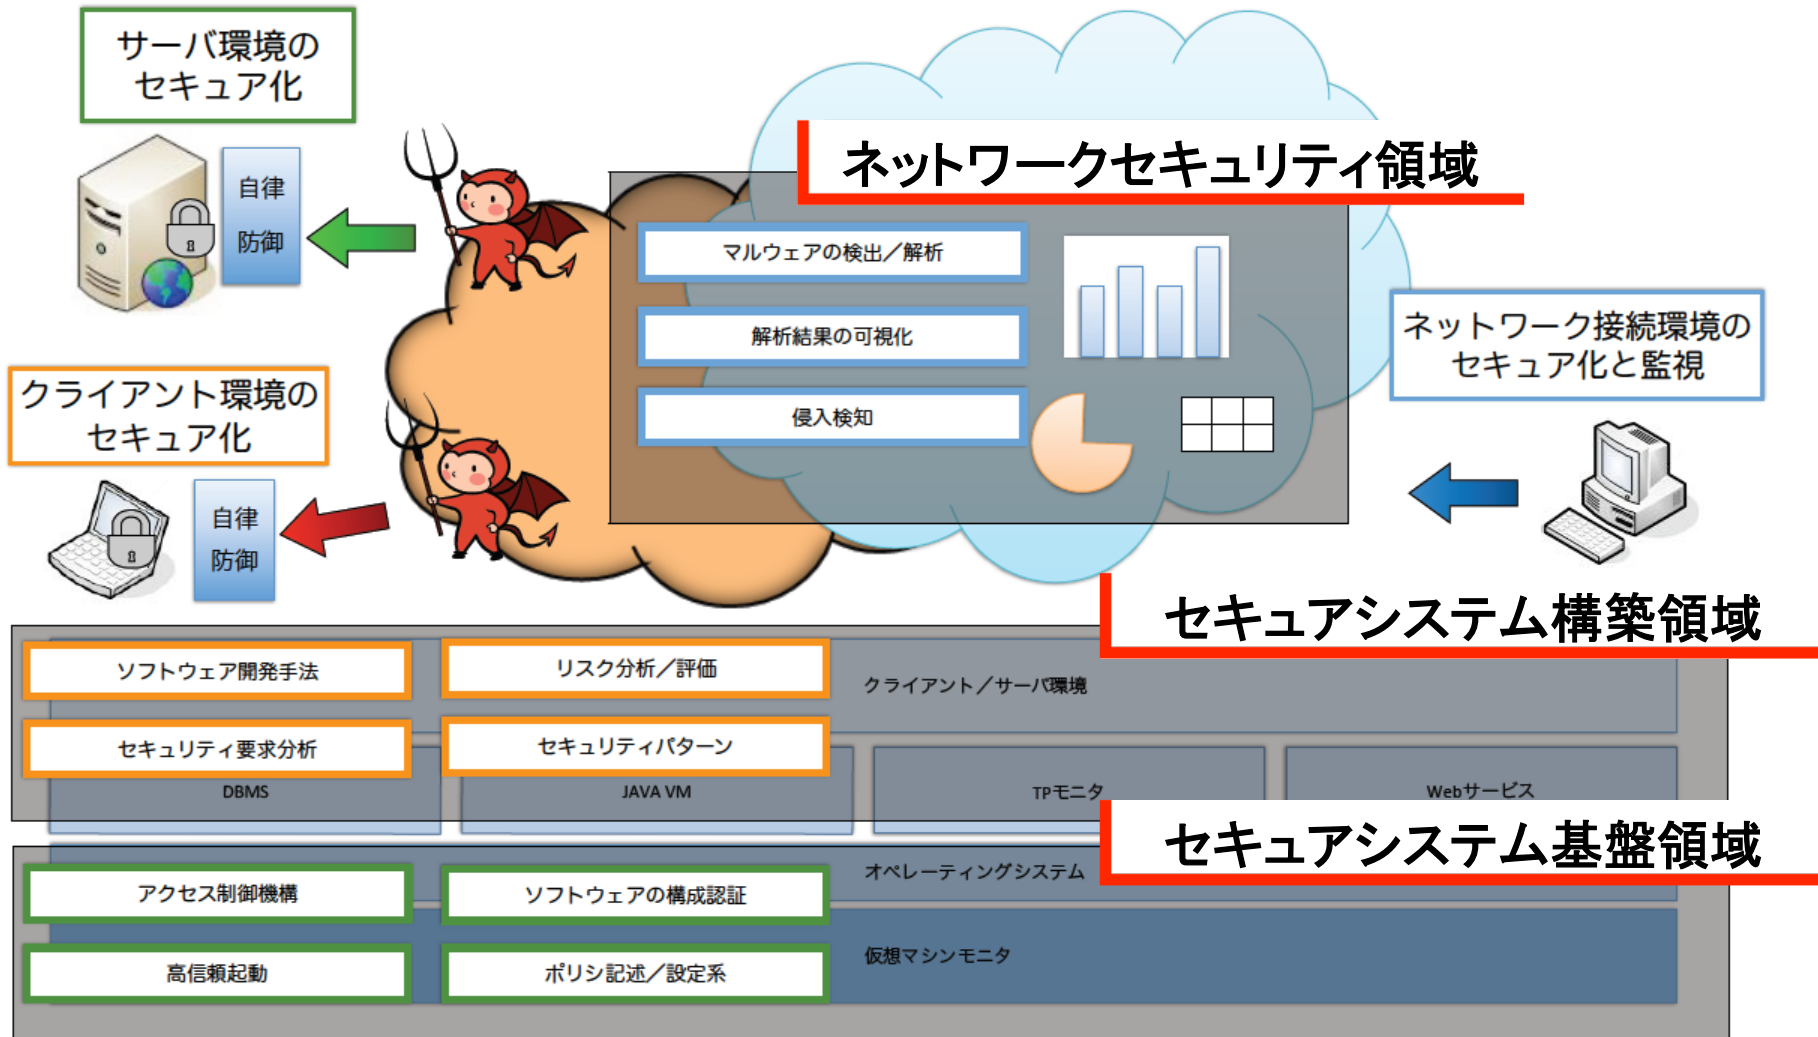 サーバ環境の
セキュア化
自律
防御
ネットワークセキュリティ領域
マルウェアの検出／解析
解析結果の可視化
侵入検知
ネットワーク接続環境の
セキュア化と監視
クライアント環境の
セキュア化
自律
防御
セキュアシステム構築領域
ソフトウェア開発手法
リスク分析／評価
クライアント／サーバ環境
セキュリティ要求分析
セキュリティパターン
DBMS
JAVA VM
TPモニタ
Webサービス
セキュアシステム基盤領域
オペレーティングシステム
アクセス制御機構
ソフトウェアの構成認証
仮想マシンモニタ
高信頼起動
ポリシ記述／設定系